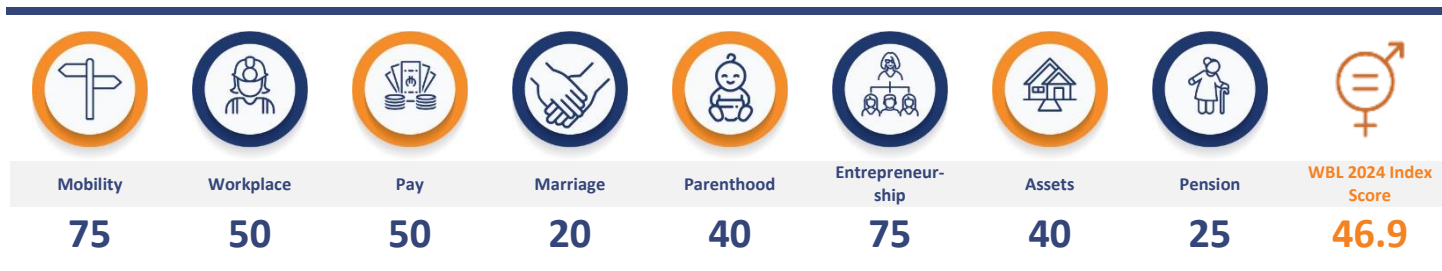 Mobility
Workplace
Pay
Marriage
Parenthood
Entrepreneur-
ship
Assets
Pension
WBL 2024 Index
Score
75
50
50
20
40
75
40
25
46.9